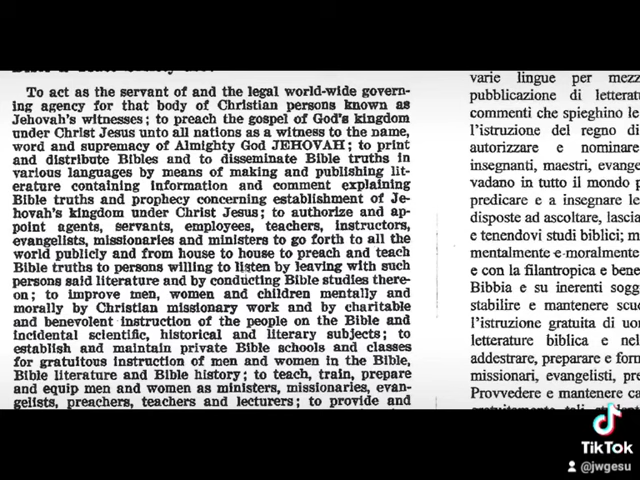 To act as the servant of and the legal world-wide govern-
ing agency for that body of Christian persons known as
Jehovah's witnesses; to preach the gospel of God's kingdom
under Christ Jesus unto all nations as a witness to the name,
word and supremacy of Almighty God JEHOVAH; to print
and distribute Bibles and to disseminate Bible truths in
various languages by means of making and publishing lit-
erature containing information and comment explaining
Bible truths and prophecy concerning establishment of Je-
hovah's kingdom under Christ Jesus; to authorize and ap-
point agents, servants, employees, teachers, instructors,
evangelists, missionaries and ministers to go forth to all the
world publicly and from house to house to preach and teach
Bible truths to persons willing to listen by leaving with such
persons said literature and by conducting Bible studies there-
on; to improve men, women and children mentally and
morally by Christian missionary work and by charitable
and benevolent instruction of the people on the Bible and
incidental scientific, historical and literary subjects; to
establish and maintain private Bible schools and classes
for gratuitous instruction of men and women in the Bible,
Bible literature and Bible history; to teach, train, prepare
and equip men and women as ministers, missionaries, evan-
gelists, preachers, teachers and lecturers; to provide and
varie lingue per mezz
pubblicazione di letteratu
commenti che spieghino le
l'istruzione del regno di
autorizzare e nominare
insegnanti, maestri, evange
vadano in tutto il mondo p
predicare e a insegnare le
disposte ad ascoltare, lascia
e tenendovi studi biblici; m
mentalmente e moralmente
e con la filantropica e bene
Bibbia e su inerenti sogg
stabilire e mantenere scuo
l'istruzione gratuita di uon
letterature biblica e nel
addestrare, preparare e forn
missionari, evangelisti, pre
Provvedere e mantenere ca
TikTok
@jwgesu